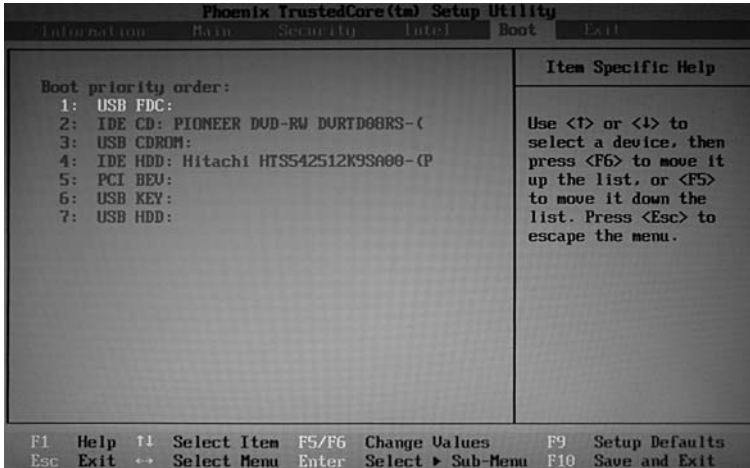 Phoenix TrustedCore(tm) Setup Utility
Information Main Security Intel Boot Exit
Item Specific Help
Boot priority order:
1: USB FDC:
2: IDE CD: PIONEER DVD-RW DVRTD08RS-(
3: USB CDROM:
4: IDE HDD: Hitachi HTS542512K9SA00-(P
5: PCI BEV:
6: USB KEY:
7: USB HDD:
Use <↑> or <↓> to
select a device, then
press <F6> to move it
up the list, or <F5>
to move it down the
list. Press <Esc> to
escape the menu.
F1 Help ↑↓ Select Item F5/F6 Change Values F9 Setup Defaults
Esc Exit ↔ Select Menu Enter Select ▶ Sub-Menu F10 Save and Exit